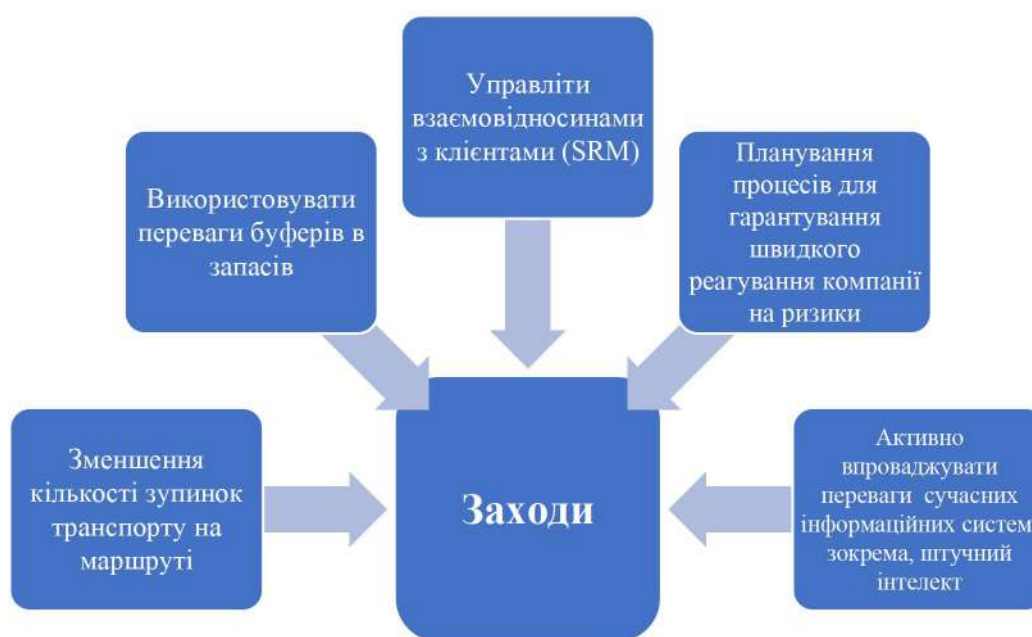 Управліти
взаємовідносинами
з клієнтами (SRM)
Використовувати
переваги буферів в
запасів
Планування
процесів для
гарантування
швидкого
реагування компанії
на ризики
Зменшення
кількості зупинок
транспорту на
маршруті
Заходи
Активно
впроваджувати
переваги сучасних
інформаційних систем
зокрема, штучний
інтелект